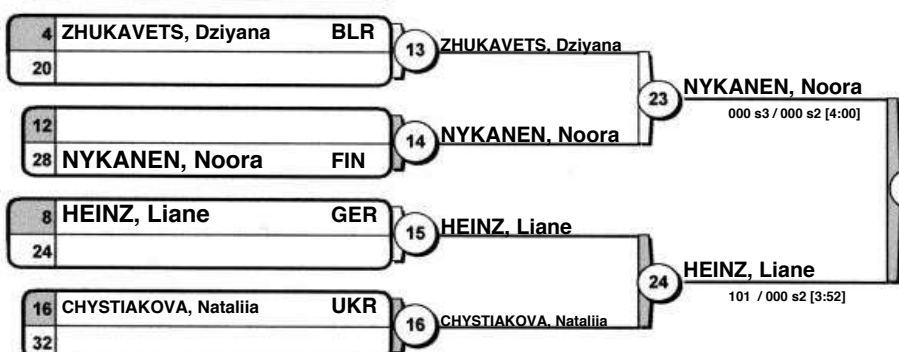 4 ZHUKAVETS, Dziyana BLR
20
13 ZHUKAVETS, Dziyana
12
28 NYKANEN, Noora FIN
14 NYKANEN, Noora
23 NYKANEN, Noora
000 s3 / 000 s2 [4:00]
8 HEINZ, Liane GER
24
15 HEINZ, Liane
16 CHYSTIAKOVA, Nataliia UKR
32
16 CHYSTIAKOVA, Nataliia
24 HEINZ, Liane
101 / 000 s2 [3:52]